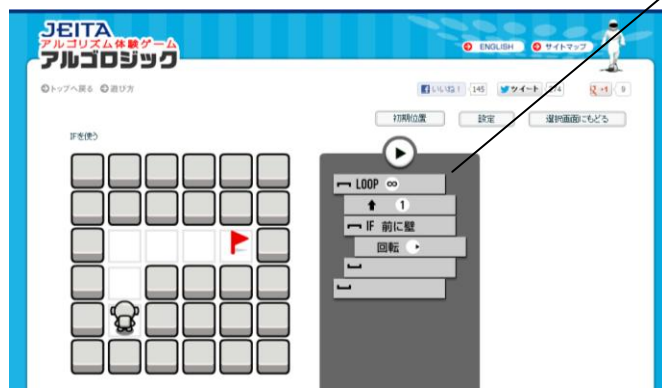 JEITA
アルゴリズム体験ゲーム
アルゴロジック
ENGLISH
サイトマップ
トップへ戻る
遊び方
いいね！ 145
ツイート
+1 9
初期位置
設定
選択画面にもどる
IFを使う
LOOP ∞
1
IF 前に壁
回転